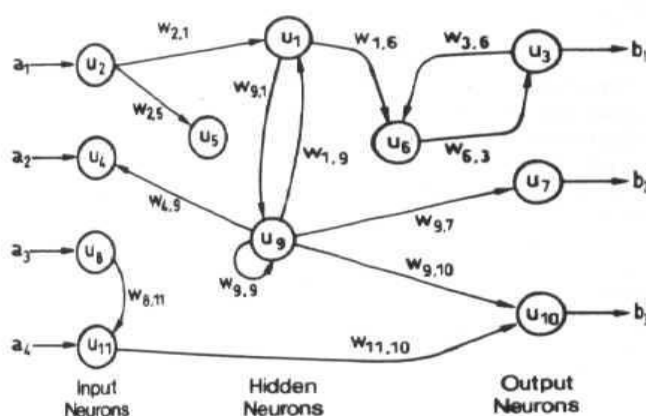 a₁ u₂ w₂.₁ u₁ w₁.₆ w₃.₆ u₃ b₁
w₂.₅ u₅ w₉.₁ w₁.₉ u₆ w₆.₃
a₂ u₄ w₄.₉ u₉ w₉.₇ u₇
a₃ u₈ w₈.₁₁ w₉.₉ w₉.₁₀
a₄ u₁₁ w₁₁.₁₀ u₁₀
Input Hidden Output
Neurons Neurons Neurons